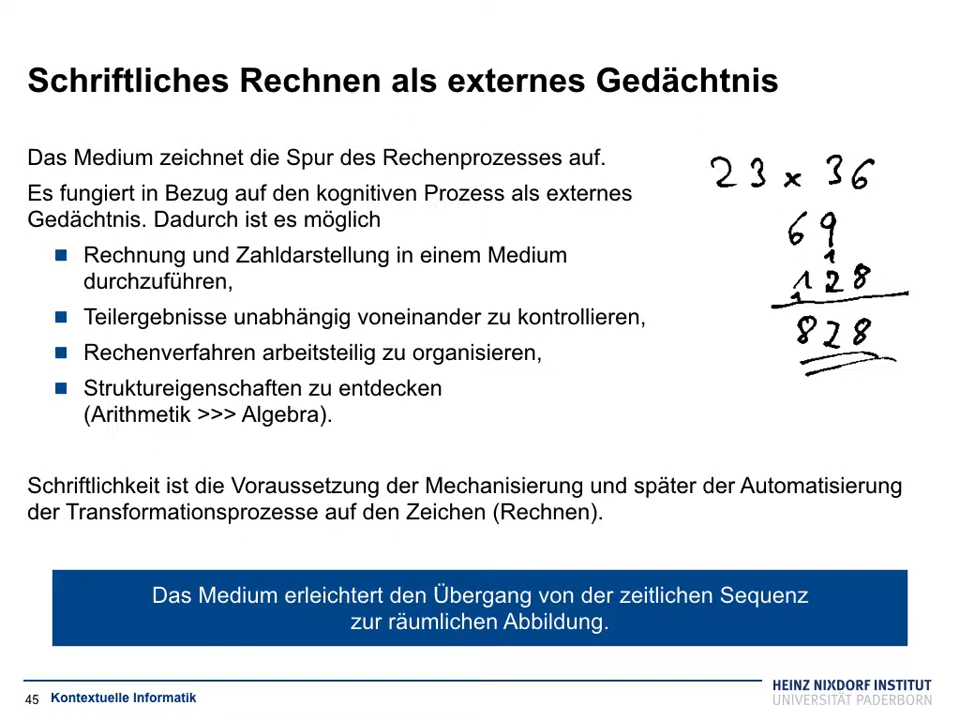 Schriftliches Rechnen als externes Gedächtnis
Das Medium zeichnet die Spur des Rechenprozesses auf.
Es fungiert in Bezug auf den kognitiven Prozess als externes
Gedächtnis. Dadurch ist es möglich
Rechnung und Zahldarstellung in einem Medium
durchzuführen,
Teilergebnisse unabhängig voneinander zu kontrollieren,
Rechenverfahren arbeitsteilig zu organisieren,
Struktureigenschaften zu entdecken
(Arithmetik >>> Algebra).
23 x 36
69
1
128
1
828
Schriftlichkeit ist die Voraussetzung der Mechanisierung und später der Automatisierung
der Transformationsprozesse auf den Zeichen (Rechnen).
Das Medium erleichtert den Übergang von der zeitlichen Sequenz
zur räumlichen Abbildung.
45 Kontextuelle Informatik
HEINZ NIXDORF INSTITUT
UNIVERSITÄT PADERBORN